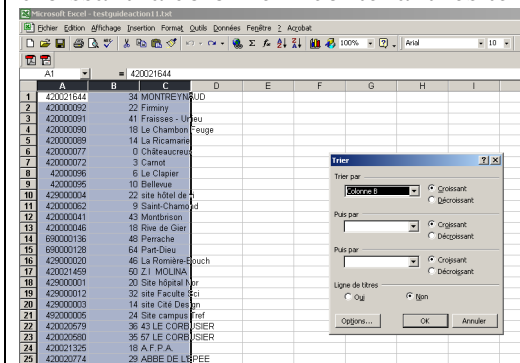 Microsoft Excel - testguideaction11.txt
Fichier Edition Affichage Insertion Format Outils Données Fenêtre ? Acrobat
100% Arial 10
A1 = 420021644
A B C D E F G H I
1 420021644 34 MONTREYNAUD
2 420000092 22 Firminy
3 420000091 41 Fraisses - Unieu
4 420000090 18 Le Chambon Feuge
5 420000089 14 La Ricamarie
6 420000077 0 Châteaucreux
7 420000072 3 Carnot
8 42000096 6 Le Clapier
9 42000095 10 Bellevue
10 429000004 22 site hôtel de
11 420000062 9 Saint-Chamond
12 420000041 43 Montbrison
13 420000046 18 Rive de Gier
14 690000136 48 Perrache
15 690000128 64 Part-Dieu
16 429000020 46 La Romière-Bouch
17 420021459 50 Z.I MOLINA
18 429000001 20 Site hôpital Nor
19 429000012 32 site Faculte Sci
20 429000003 14 site Cité Design
21 492000005 24 Site campus Tref
22 420020579 36 43 LE CORBUSIER
23 420020580 35 57 LE CORBUSIER
24 420021325 18 A.F.P.A.
25 420020774 29 ABBE DE L'EPEE
Trier
Trier par
Colonne B
Croissant
Décroissant
Puis par
Croissant
Décroissant
Puis par
Croissant
Décroissant
Ligne de titres
Oui Non
Options... OK Annuler